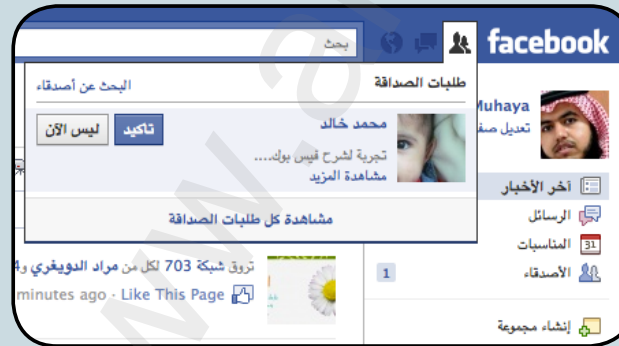 facebook
بحث
طلبات الصداقة
البحث عن أصدقاء
محمد خالد
تجربة لشرح فيس بوك....
مشاهدة المزيد
تاكيد
ليس الآن
مشاهدة كل طلبات الصداقة
Muhaya
تعديل
آخر الأخبار
الرسائل
31
المناسبات
الأصدقاء
1
إنشاء مجموعة
تروق شبكة 703 لكل من مراد الدويغري و4
minutes ago · Like This Page
www.a